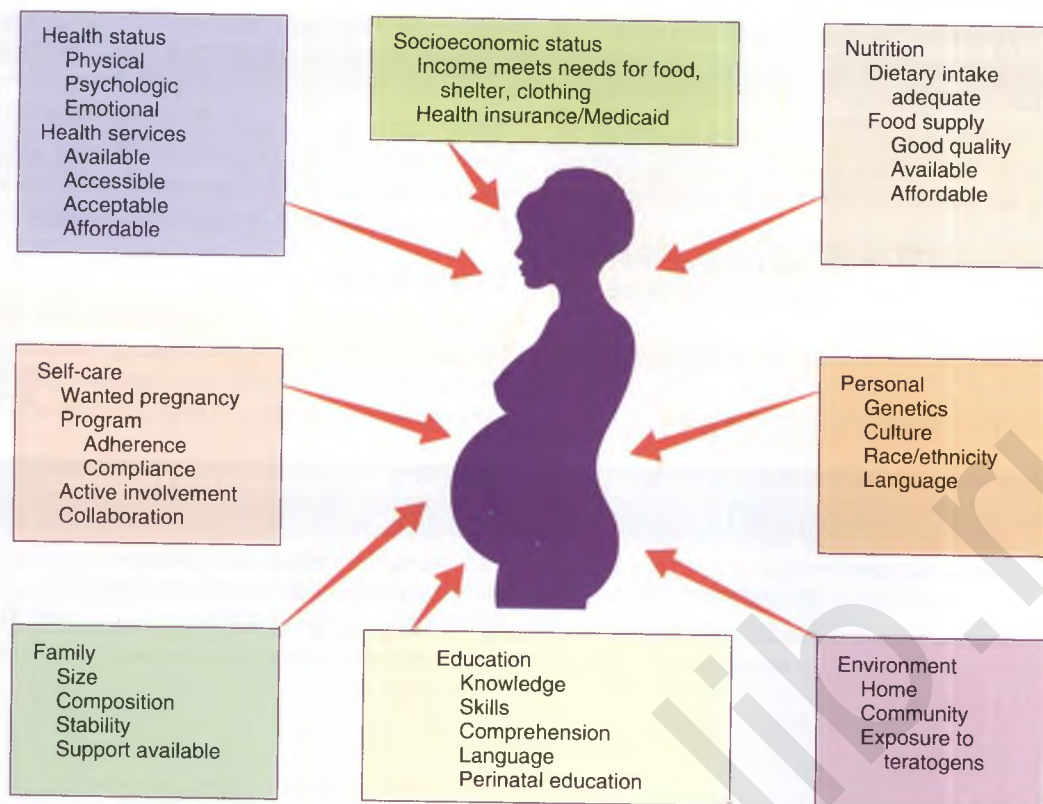 Health status
Physical
Psychologic
Emotional
Health services
Available
Accessible
Acceptable
Affordable
Socioeconomic status
Income meets needs for food,
shelter, clothing
Health insurance/Medicaid
Nutrition
Dietary intake
adequate
Food supply
Good quality
Available
Affordable
Self-care
Wanted pregnancy
Program
Adherence
Compliance
Active involvement
Collaboration
Personal
Genetics
Culture
Race/ethnicity
Language
Family
Size
Composition
Stability
Support available
Education
Knowledge
Skills
Comprehension
Language
Perinatal education
Environment
Home
Community
Exposure to
teratogens